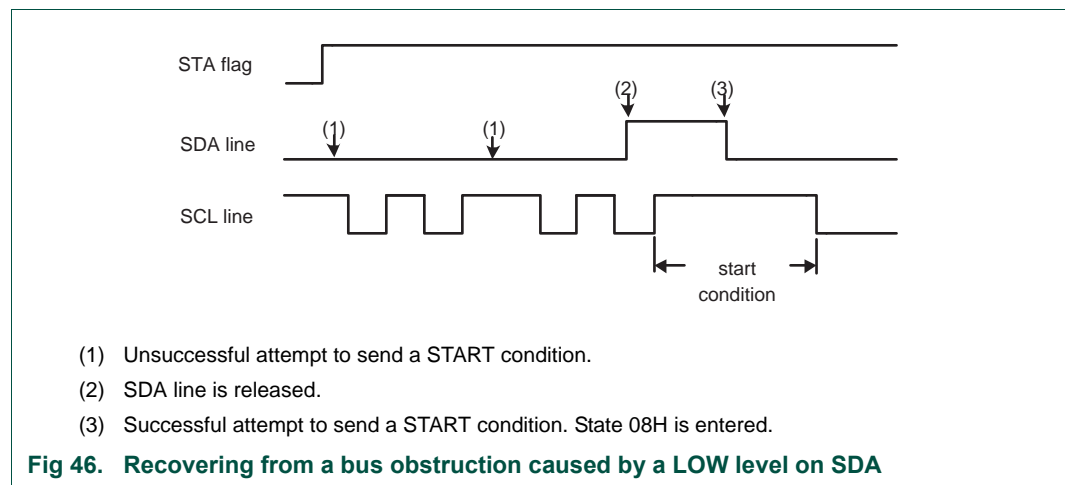 STA flag
(2) (3)
(1) (1)
SDA line
SCL line
start
condition
(1) Unsuccessful attempt to send a START condition.
(2) SDA line is released.
(3) Successful attempt to send a START condition. State 08H is entered.
Fig 46. Recovering from a bus obstruction caused by a LOW level on SDA